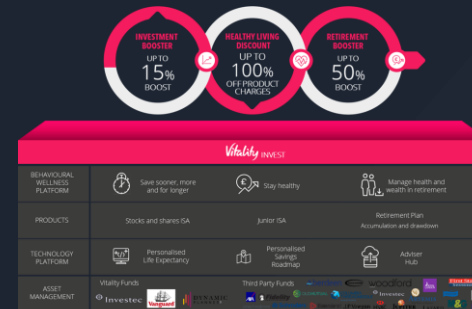 INVESTMENT
BOOSTER
UP TO
15%
BOOST
HEALTHY LIVING
DISCOUNT
UP TO
100%
OFF PRODUCT
CHARGES
RETIREMENT
BOOSTER
UP TO
50%
BOOST
Vitality INVEST
BEHAVIOURAL
WELLNESS
PLATFORM
Save sooner, more
and for longer
Stay healthy
Manage health and
wealth in retirement
PRODUCTS
Stocks and shares ISA
Junior ISA
Retirement Plan
Accumulation and drawdown
TECHNOLOGY
PLATFORM
Personalised
Life Expectancy
Personalised
Savings
Roadmap
Adviser
Hub
ASSET
MANAGEMENT
Vitality Funds
Investec
Vanguard
Third Party Funds
woodford
Investec